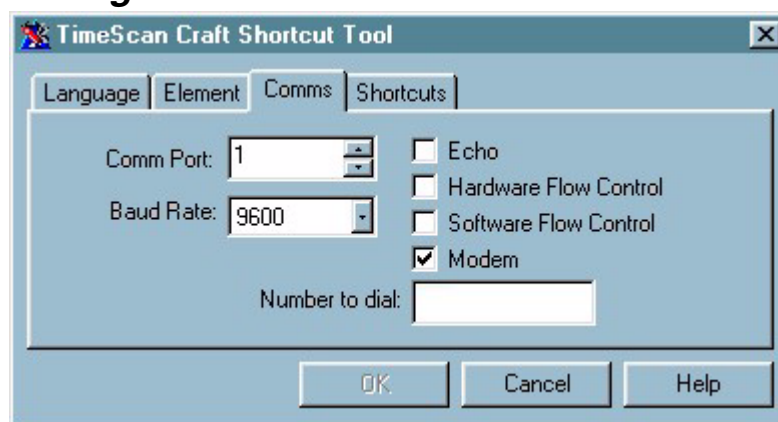 TimeScan Craft Shortcut Tool
Language Element Comms Shortcuts
Comm Port: 1
Echo
Hardware Flow Control
Baud Rate: 9600
Software Flow Control
Modem
Number to dial:
OK Cancel Help